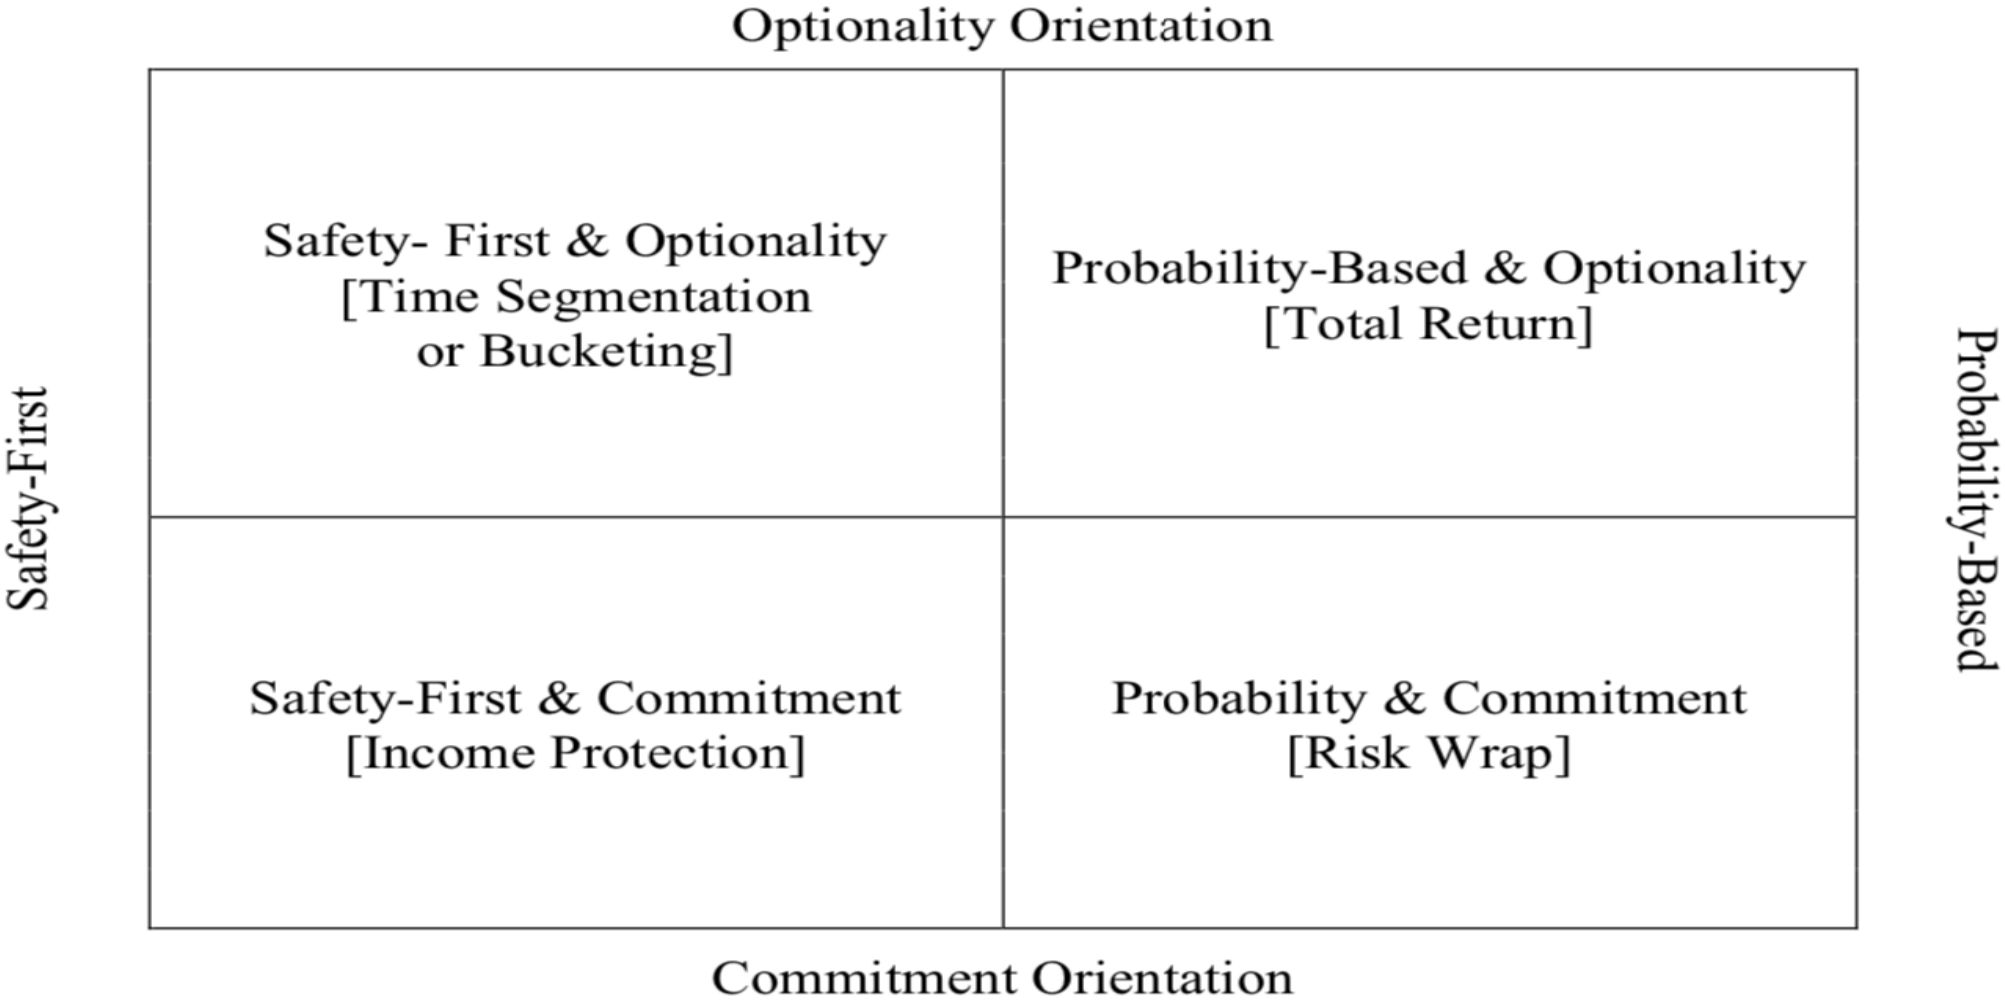 Optionality Orientation
Safety- First & Optionality
[Time Segmentation
or Bucketing]
Probability-Based & Optionality
[Total Return]
Safety-First
Probability-Based
Safety-First & Commitment
[Income Protection]
Probability & Commitment
[Risk Wrap]
Commitment Orientation